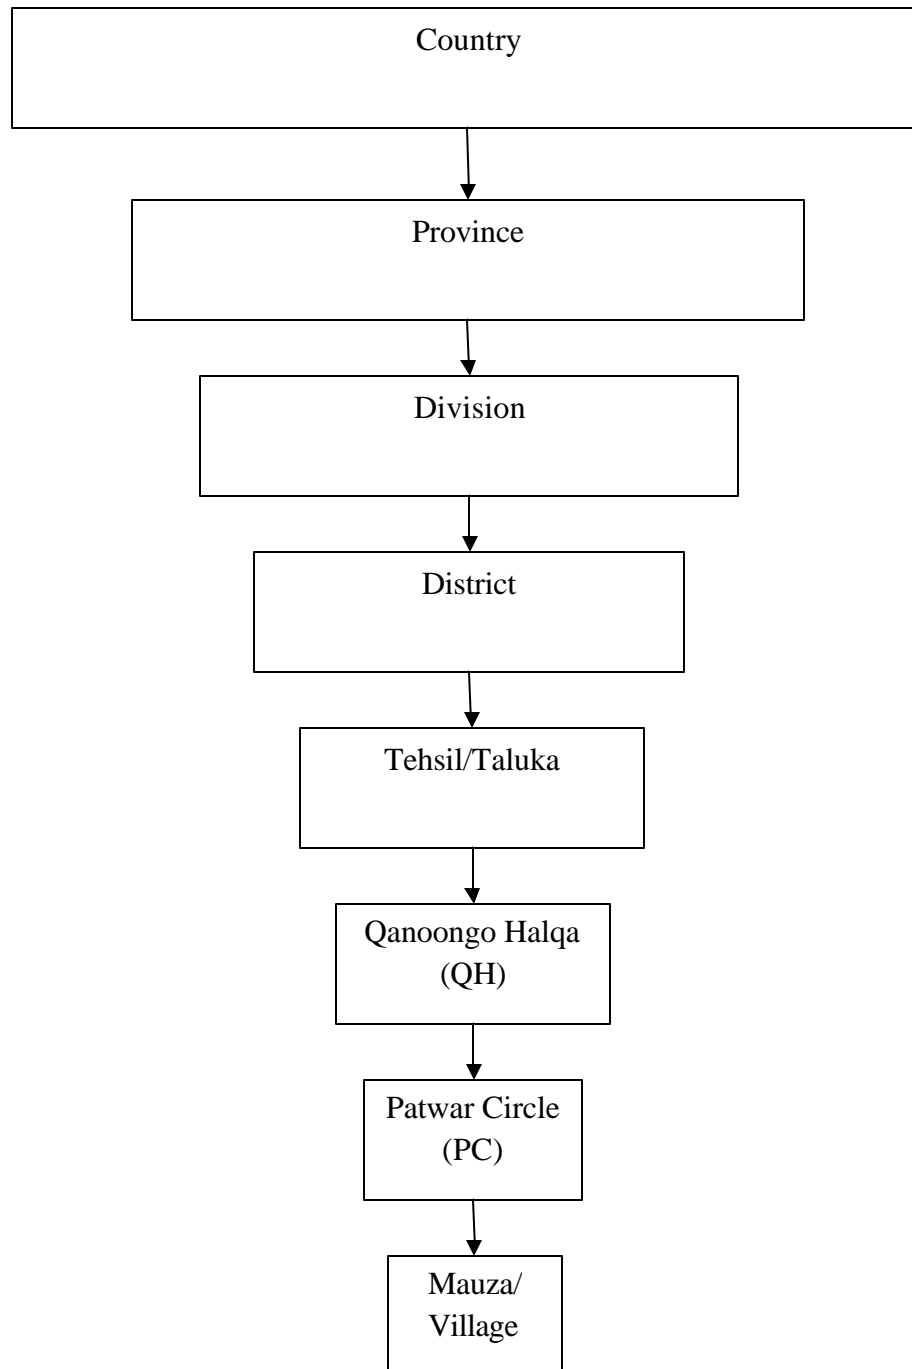 Country
Province
Division
District
Tehsil/Taluka
Qanoongo Halqa
(QH)
Patwar Circle
(PC)
Mauza/
Village